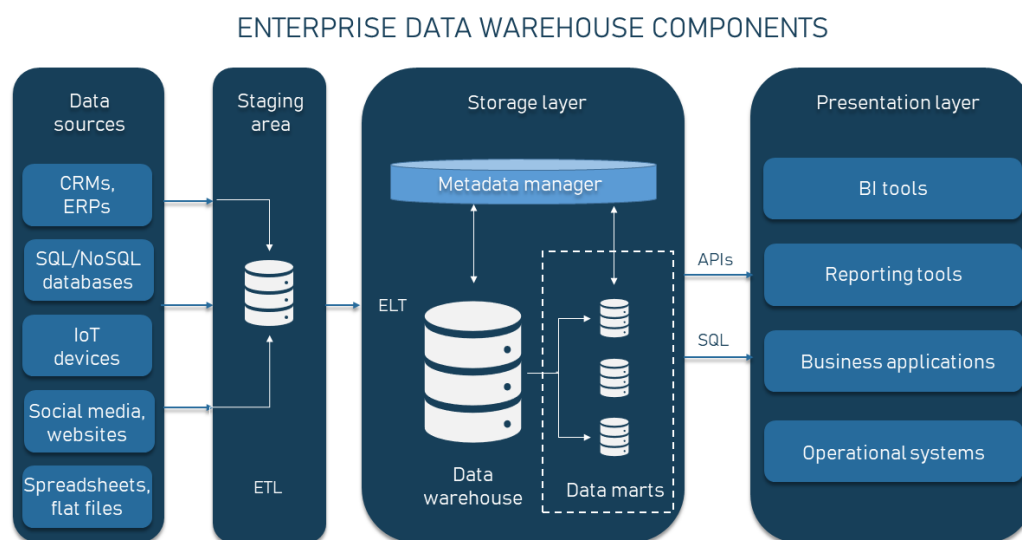 ENTERPRISE DATA WAREHOUSE COMPONENTS
Data
sources
CRMs,
ERPs
SQL/NoSQL
databases
IoT
devices
Social media,
websites
Spreadsheets,
flat files
Staging
area
ETL
Storage layer
Metadata manager
ELT
Data
warehouse
Data marts
APIs
SQL
Presentation layer
BI tools
Reporting tools
Business applications
Operational systems